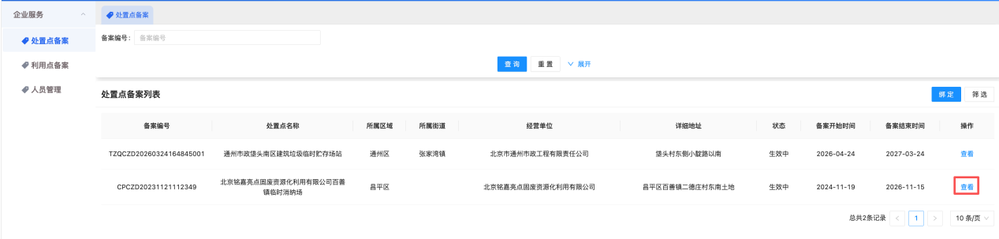 企业服务
处置点备案
处置点备案
利用点备案
人员管理
备案编号: 备案编号
查 询 重 置 展开
处置点备案列表 绑 定 筛 选
备案编号 处置点名称 所属区域 所属街道 经营单位 详细地址 状态 备案开始时间 备案结束时间 操作
TZQCZD20260324164845001 通州市政垡头南区建筑垃圾临时贮存场站 通州区 张家湾镇 北京市通州市政工程有限责任公司 垡头村东侧小靛路以南 生效中 2026-04-24 2027-03-24 查看
CPCZD20231121112349 北京铭嘉亮点固废资源化利用有限公司百善 昌平区 北京铭嘉亮点固废资源化利用有限公司 昌平区百善镇二德庄村东南土地 生效中 2024-11-19 2026-11-15 查看
镇临时消纳场
总共2条记录 < 1 > 10 条/页